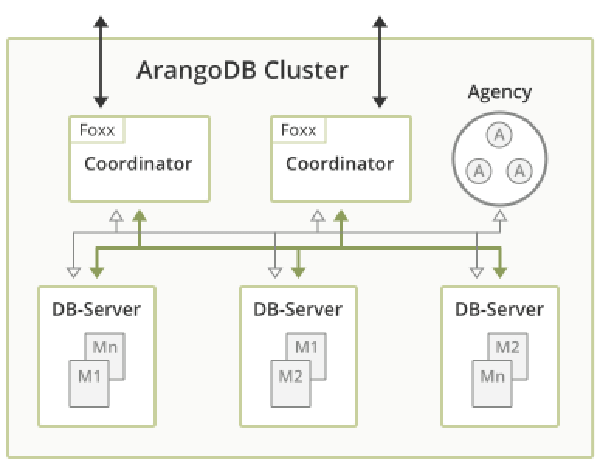 ArangoDB Cluster
Agency
Foxx
Coordinator
Foxx
Coordinator
A
A
A
DB-Server
Mn
M1
DB-Server
M1
M2
DB-Server
M2
Mn